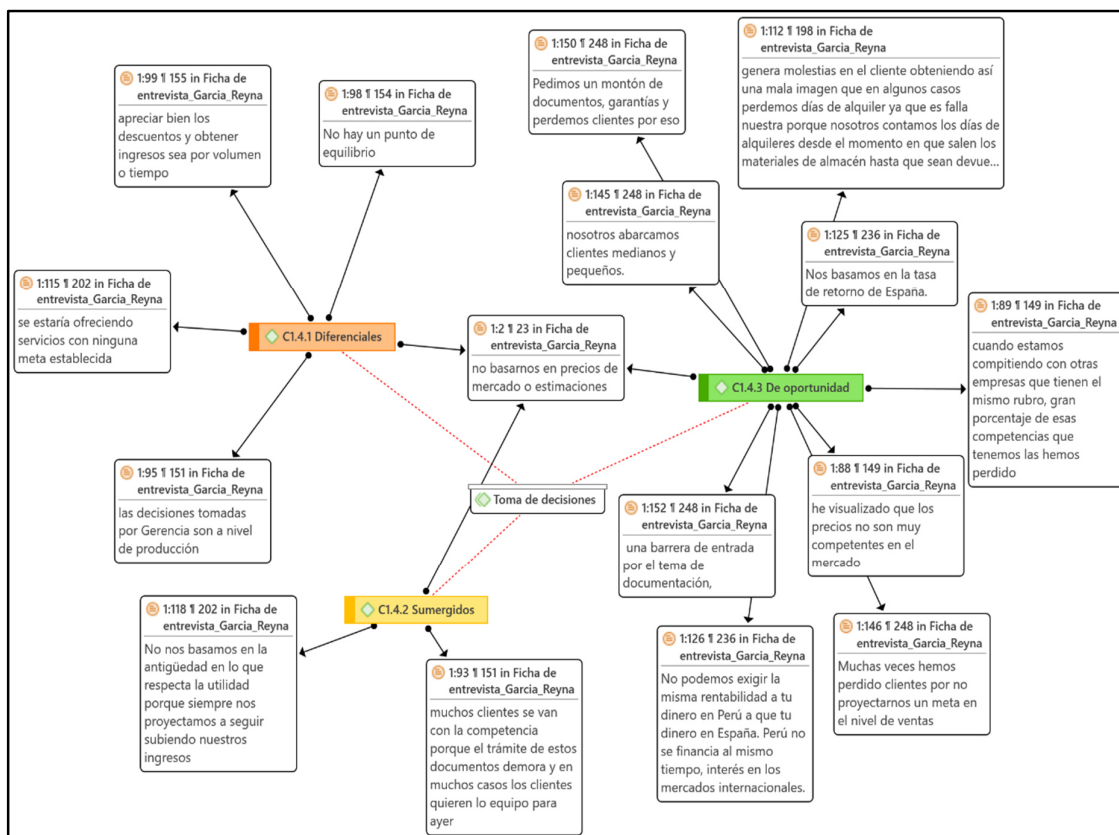 1:150 ¶ 248 in Ficha de
entrevista_Garcia_Reyna
Pedimos un montón de
documentos, garantías y
perdemos clientes por eso
1:112 ¶ 198 in Ficha de
entrevista_Garcia_Reyna
genera molestias en el cliente obteniendo así
una mala imagen que en algunos casos
perdemos días de alquiler ya que es falla
nuestra porque nosotros contamos los días de
alquileres desde el momento en que salen los
materiales de almacén hasta que sean devue...
1:99 ¶ 155 in Ficha de
entrevista_Garcia_Reyna
apreciar bien los
descuentos y obtener
ingresos sea por volumen
o tiempo
1:98 ¶ 154 in Ficha de
entrevista_Garcia_Reyna
No hay un punto de
equilibrio
1:145 ¶ 248 in Ficha de
entrevista_Garcia_Reyna
nosotros abarcamos
clientes medianos y
pequeños.
1:125 ¶ 236 in Ficha de
entrevista_Garcia_Reyna
Nos basamos en la tasa
de retorno de España.
1:115 ¶ 202 in Ficha de
entrevista_Garcia_Reyna
se estaría ofreciendo
servicios con ninguna
meta establecida
C1.4.1 Diferenciales
1:2 ¶ 23 in Ficha de
entrevista_Garcia_Reyna
no basarnos en precios de
mercado o estimaciones
C1.4.3 De oportunidad
1:89 ¶ 149 in Ficha de
entrevista_Garcia_Reyna
cuando estamos
compitiendo con otras
empresas que tienen el
mismo rubro, gran
porcentaje de esas
competencias que
tenemos las hemos
perdido
1:95 ¶ 151 in Ficha de
entrevista_Garcia_Reyna
las decisiones tomadas
por Gerencia son a nivel
de producción
Toma de decisiones
1:152 ¶ 248 in Ficha de
entrevista_Garcia_Reyna
una barrera de entrada
por el tema de
documentación,
1:88 ¶ 149 in Ficha de
entrevista_Garcia_Reyna
he visualizado que los
precios no son muy
competentes en el
mercado
C1.4.2 Sumergidos
1:118 ¶ 202 in Ficha de
entrevista_Garcia_Reyna
No nos basamos en la
antigüedad en lo que
respecta la utilidad
porque siempre nos
proyectamos a seguir
subiendo nuestros
ingresos
1:93 ¶ 151 in Ficha de
entrevista_Garcia_Reyna
muchos clientes se van
con la competencia
porque el trámite de estos
documentos demora y en
muchos casos los clientes
quieren lo equipo para
ayer
1:126 ¶ 236 in Ficha de
entrevista_Garcia_Reyna
No podemos exigir la
misma rentabilidad a tu
dinero en Perú a que tu
dinero en España. Perú no
se financia al mismo
tiempo, interés en los
mercados internacionales.
1:146 ¶ 248 in Ficha de
entrevista_Garcia_Reyna
Muchas veces hemos
perdido clientes por no
proyectarnos un meta en
el nivel de ventas